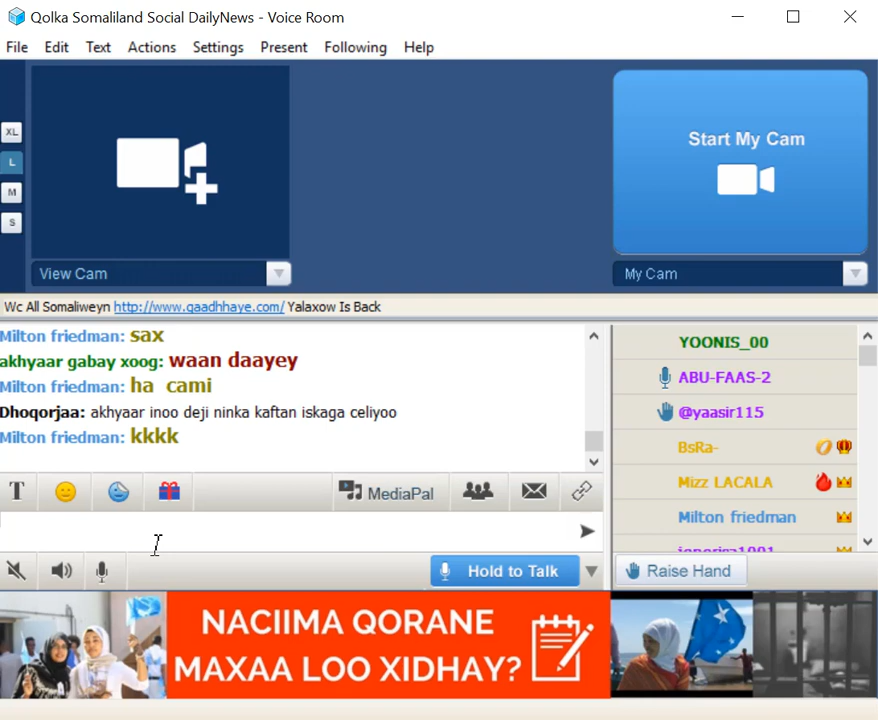 Qolka Somaliland Social DailyNews - Voice Room
File Edit Text Actions Settings Present Following Help
XL
L
M
S
Start My Cam
View Cam
My Cam
Wc All Somaliweyn http://www.qaadhhaye.com/ Yalaxow Is Back
Milton friedman: sax
akhyaar gabay xoog: waan daayey
Milton friedman: ha cami
Dhoqorjaa: akhyaar inoo deji ninka kaftan iskaga celiyoo
Milton friedman: kkkk
YOONIS_00
ABU-FAAS-2
@yaasir115
BsRa-
Mizz LACALA
Milton friedman
T
MediaPal
Hold to Talk
Raise Hand
NACIIMA QORANE
MAXAA LOO XIDHAY?